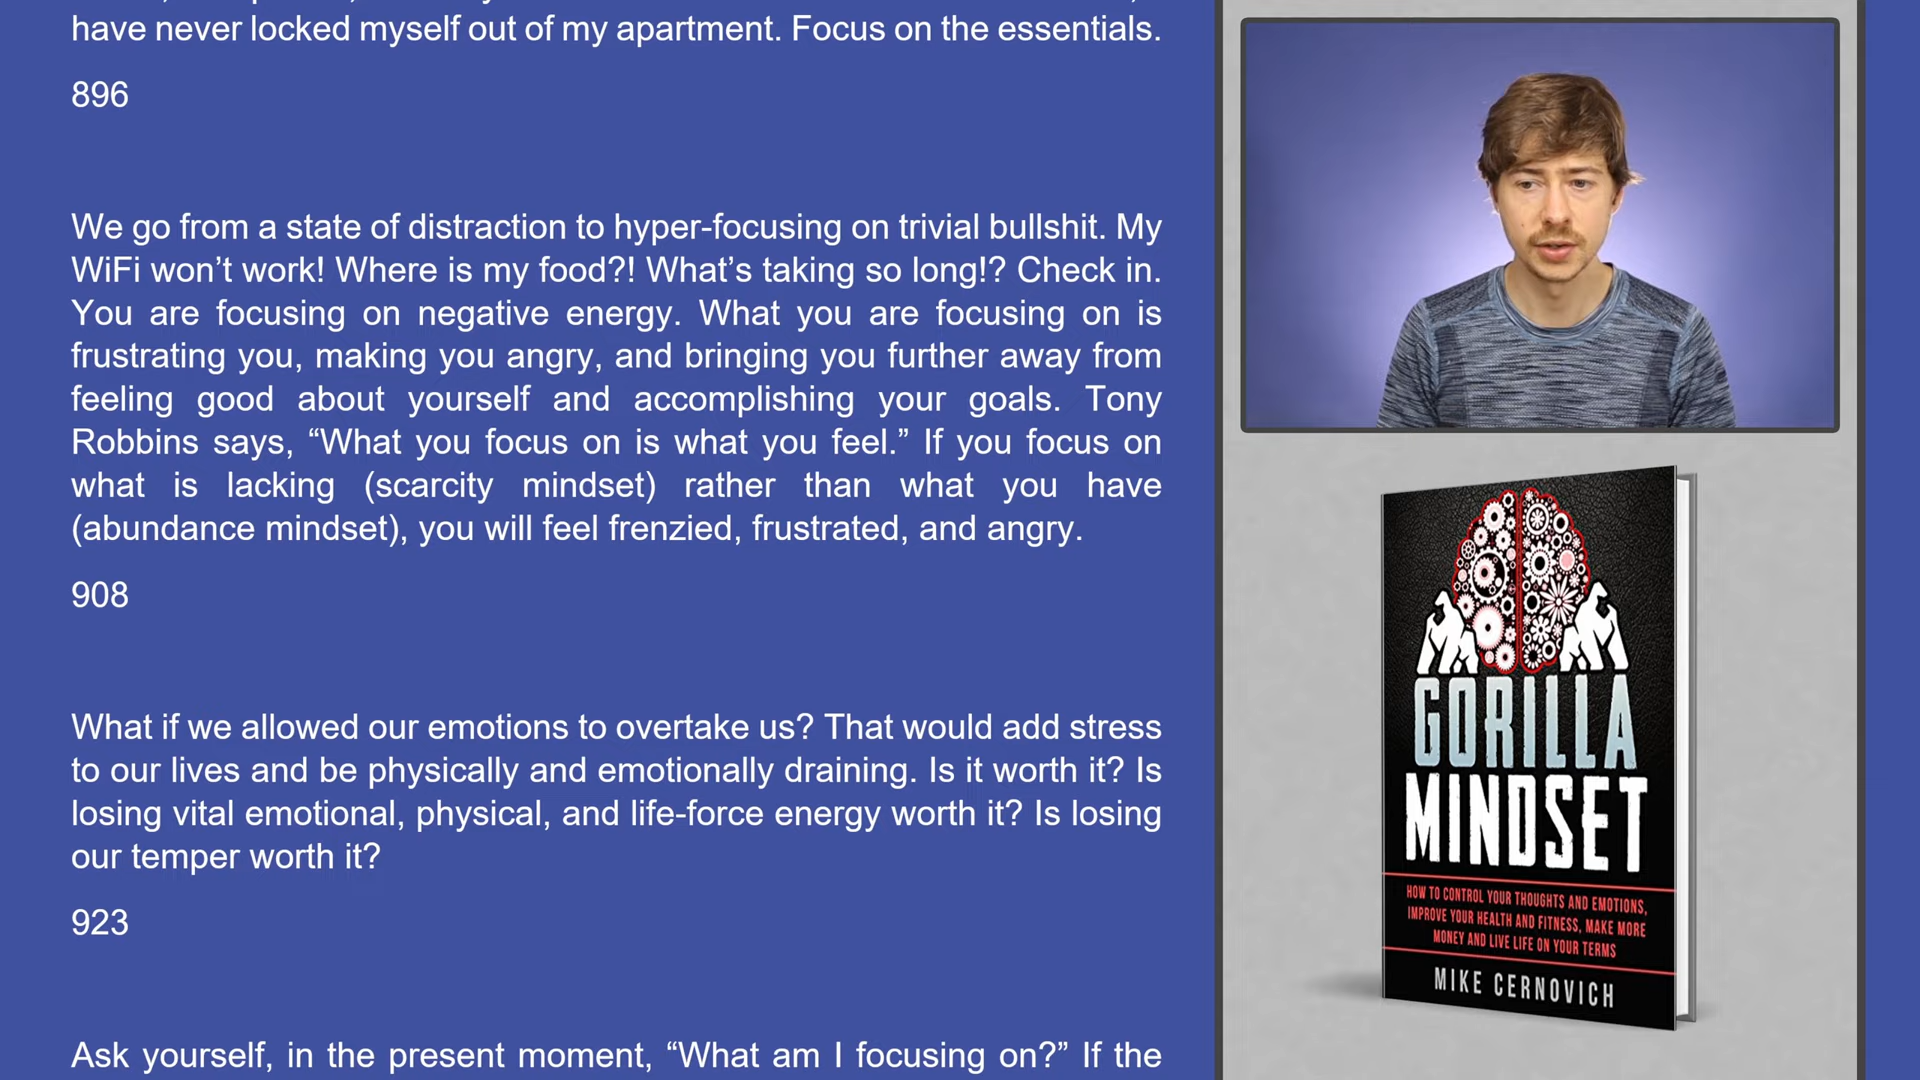 have never locked myself out of my apartment. Focus on the essentials.
896
We go from a state of distraction to hyper-focusing on trivial bullshit. My
WiFi won’t work! Where is my food?! What’s taking so long!? Check in.
You are focusing on negative energy. What you are focusing on is
frustrating you, making you angry, and bringing you further away from
feeling good about yourself and accomplishing your goals. Tony
Robbins says, “What you focus on is what you feel.” If you focus on
what is lacking (scarcity mindset) rather than what you have
(abundance mindset), you will feel frenzied, frustrated, and angry.
908
What if we allowed our emotions to overtake us? That would add stress
to our lives and be physically and emotionally draining. Is it worth it? Is
losing vital emotional, physical, and life-force energy worth it? Is losing
our temper worth it?
923
Ask yourself, in the present moment, “What am I focusing on?” If the
GORILLA
MINDSET
HOW TO CONTROL YOUR THOUGHTS AND EMOTIONS,
IMPROVE YOUR HEALTH AND FITNESS, MAKE MORE
MONEY AND LIVE LIFE ON YOUR TERMS
MIKE CERNOVICH